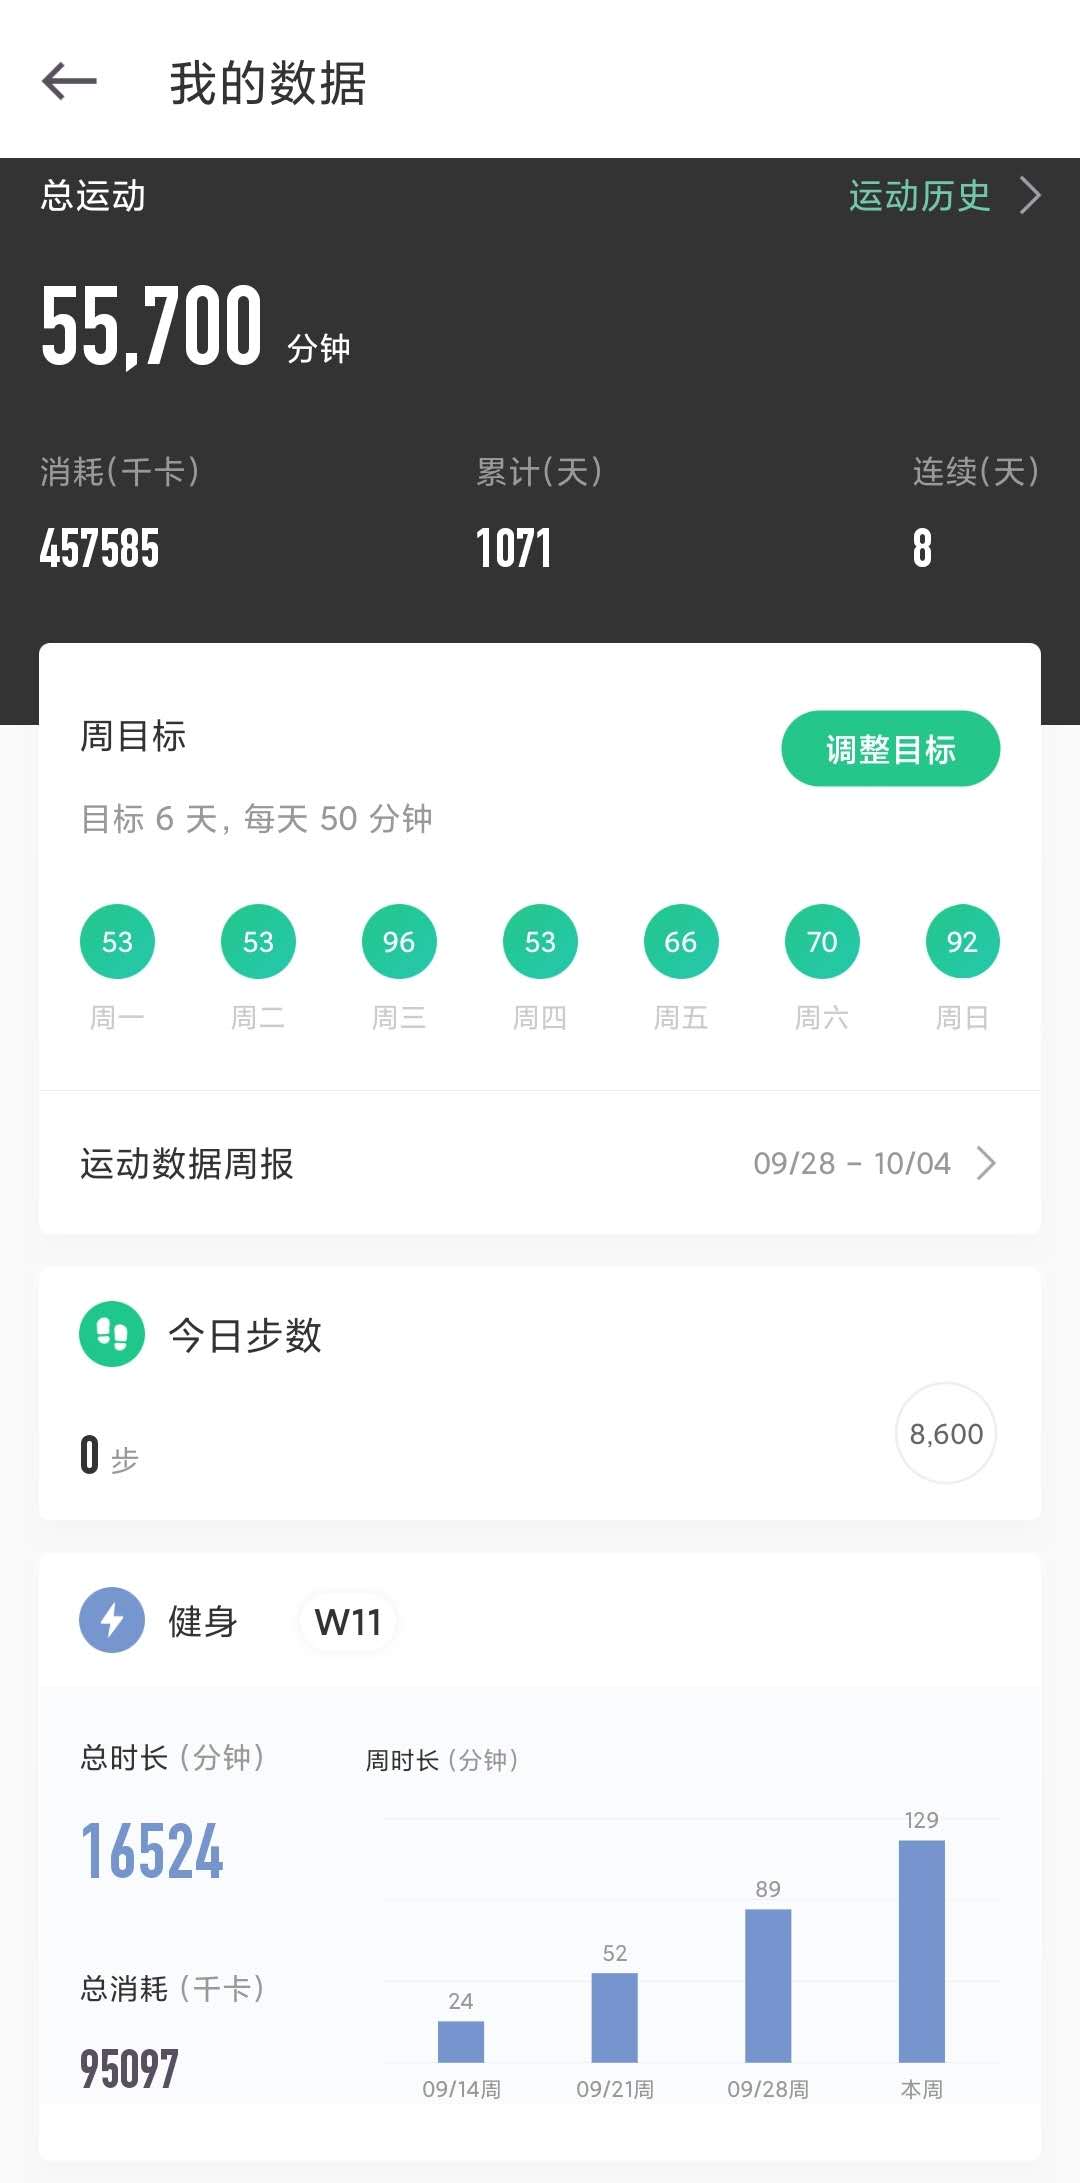 我的数据
总运动
运动历史
55,700 分钟
消耗(千卡) 累计(天) 连续(天)
457585 1071 8
周目标
调整目标
目标 6 天, 每天 50 分钟
53 53 96 53 66 70 92
周一 周二 周三 周四 周五 周六 周日
运动数据周报 09/28 - 10/04
今日步数
0 步
8,600
健身 W11
总时长 (分钟)
16524
总消耗 (千卡)
95097
周时长 (分钟)
24 52 89 129
09/14周 09/21周 09/28周 本周